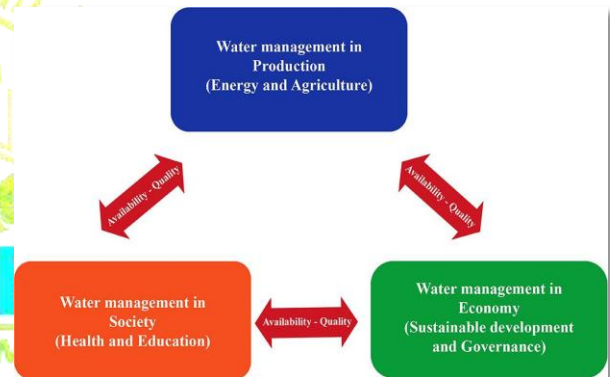 Water management in
Production
(Energy and Agriculture)
Availability - Quality
Availability - Quality
Water management in
Society
(Health and Education)
Availability - Quality
Water management in
Economy
(Sustainable development
and Governance)